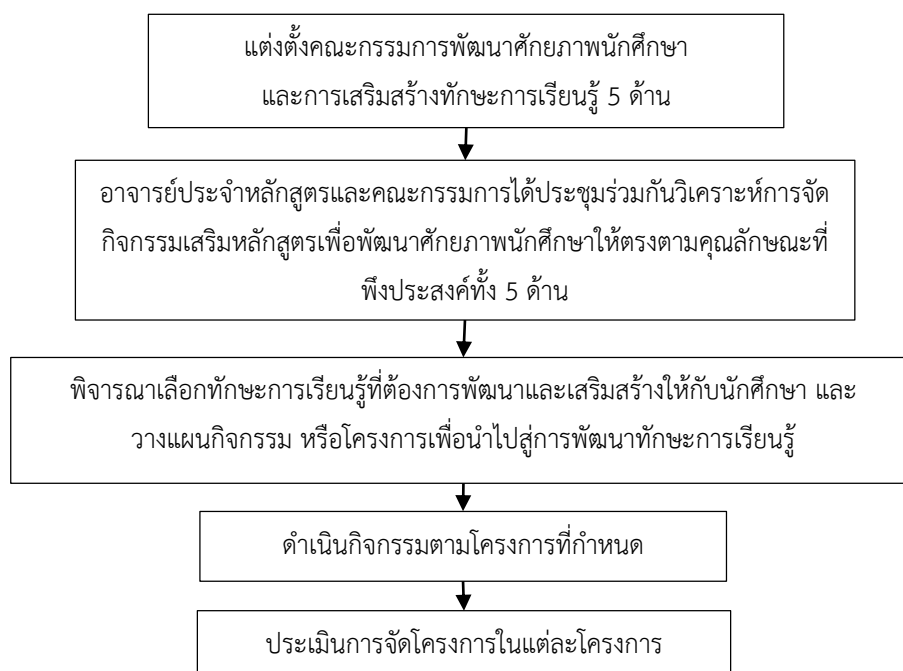 แต่งตั้งคณะกรรมการพัฒนาศักยภาพนักศึกษา
และการเสริมสร้างทักษะการเรียนรู้ 5 ด้าน
อาจารย์ประจำหลักสูตรและคณะกรรมการได้ประชุมร่วมกันวิเคราะห์การจัด
กิจกรรมเสริมหลักสูตรเพื่อพัฒนาศักยภาพนักศึกษาให้ตรงตามคุณลักษณะที่
พึงประสงค์ทั้ง 5 ด้าน
พิจารณาเลือกทักษะการเรียนรู้ที่ต้องการพัฒนาและเสริมสร้างให้กับนักศึกษา และ
วางแผนกิจกรรม หรือโครงการเพื่อนำไปสู่การพัฒนาทักษะการเรียนรู้
ดำเนินกิจกรรมตามโครงการที่กำหนด
ประเมินการจัดโครงการในแต่ละโครงการ